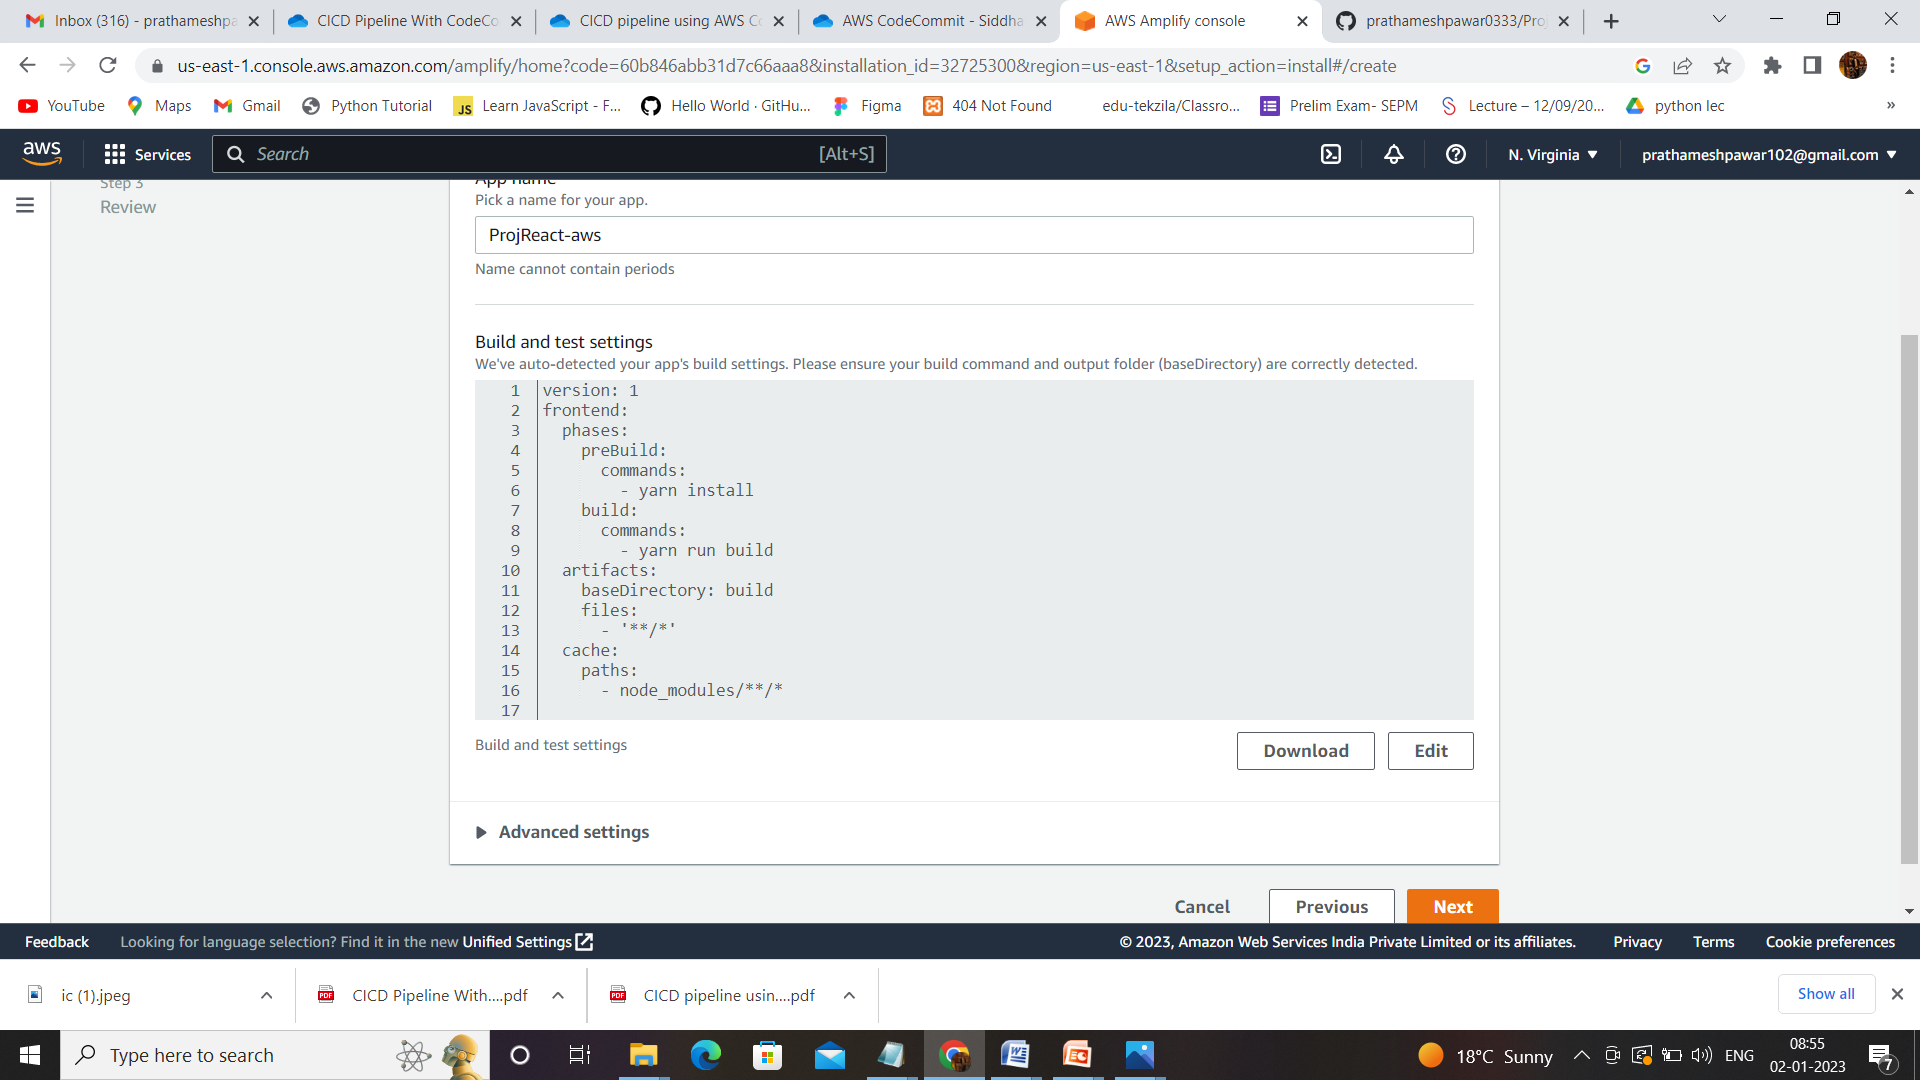 Inbox (316) - prathameshpa
CICD Pipeline With CodeCo
CICD pipeline using AWS Co
AWS CodeCommit - Siddha
AWS Amplify console
prathameshpawar0333/Proj
us-east-1.console.aws.amazon.com/amplify/home?code=60b846abb31d7c66aaa8&installation_id=32725300&region=us-east-1&setup_action=install#/create
YouTube
Maps
Gmail
Python Tutorial
Learn JavaScript - F...
Hello World · GitHu...
Figma
404 Not Found
edu-tekzila/Classro...
Prelim Exam- SEPM
Lecture – 12/09/20...
python lec
»
aws
Services
Search
[Alt+S]
N. Virginia
prathameshpawar102@gmail.com
Step 3
Review
App name
Pick a name for your app.
ProjReact-aws
Name cannot contain periods
Build and test settings
We've auto-detected your app's build settings. Please ensure your build command and output folder (baseDirectory) are correctly detected.
1 version: 1
2 frontend:
3 phases:
4 preBuild:
5 commands:
6 - yarn install
7 build:
8 commands:
9 - yarn run build
10 artifacts:
11 baseDirectory: build
12 files:
13 - '**/*'
14 cache:
15 paths:
16 - node_modules/**/*
17
Build and test settings
Download
Edit
Advanced settings
Cancel
Previous
Next
Feedback
Looking for language selection? Find it in the new Unified Settings
© 2023, Amazon Web Services India Private Limited or its affiliates.
Privacy
Terms
Cookie preferences
ic (1).jpeg
CICD Pipeline With....pdf
CICD pipeline usin....pdf
Show all
Type here to search
18°C Sunny
ENG
08:55
02-01-2023
7